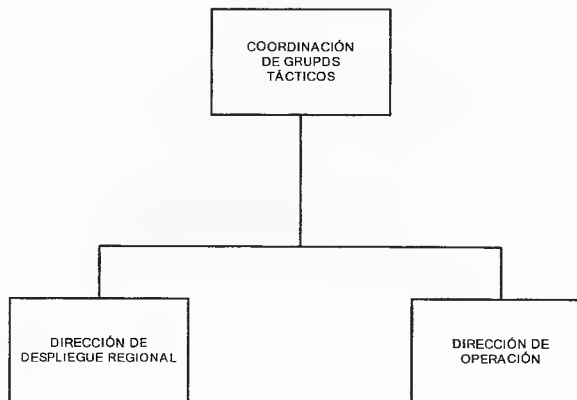 COORDINACIÓN
DE GRUPDS
TÁCTICOS
DIRECCIÓN DE
DESPLIEGUE REGIONAL
DIRECCIÓN DE
OPERACIÓN